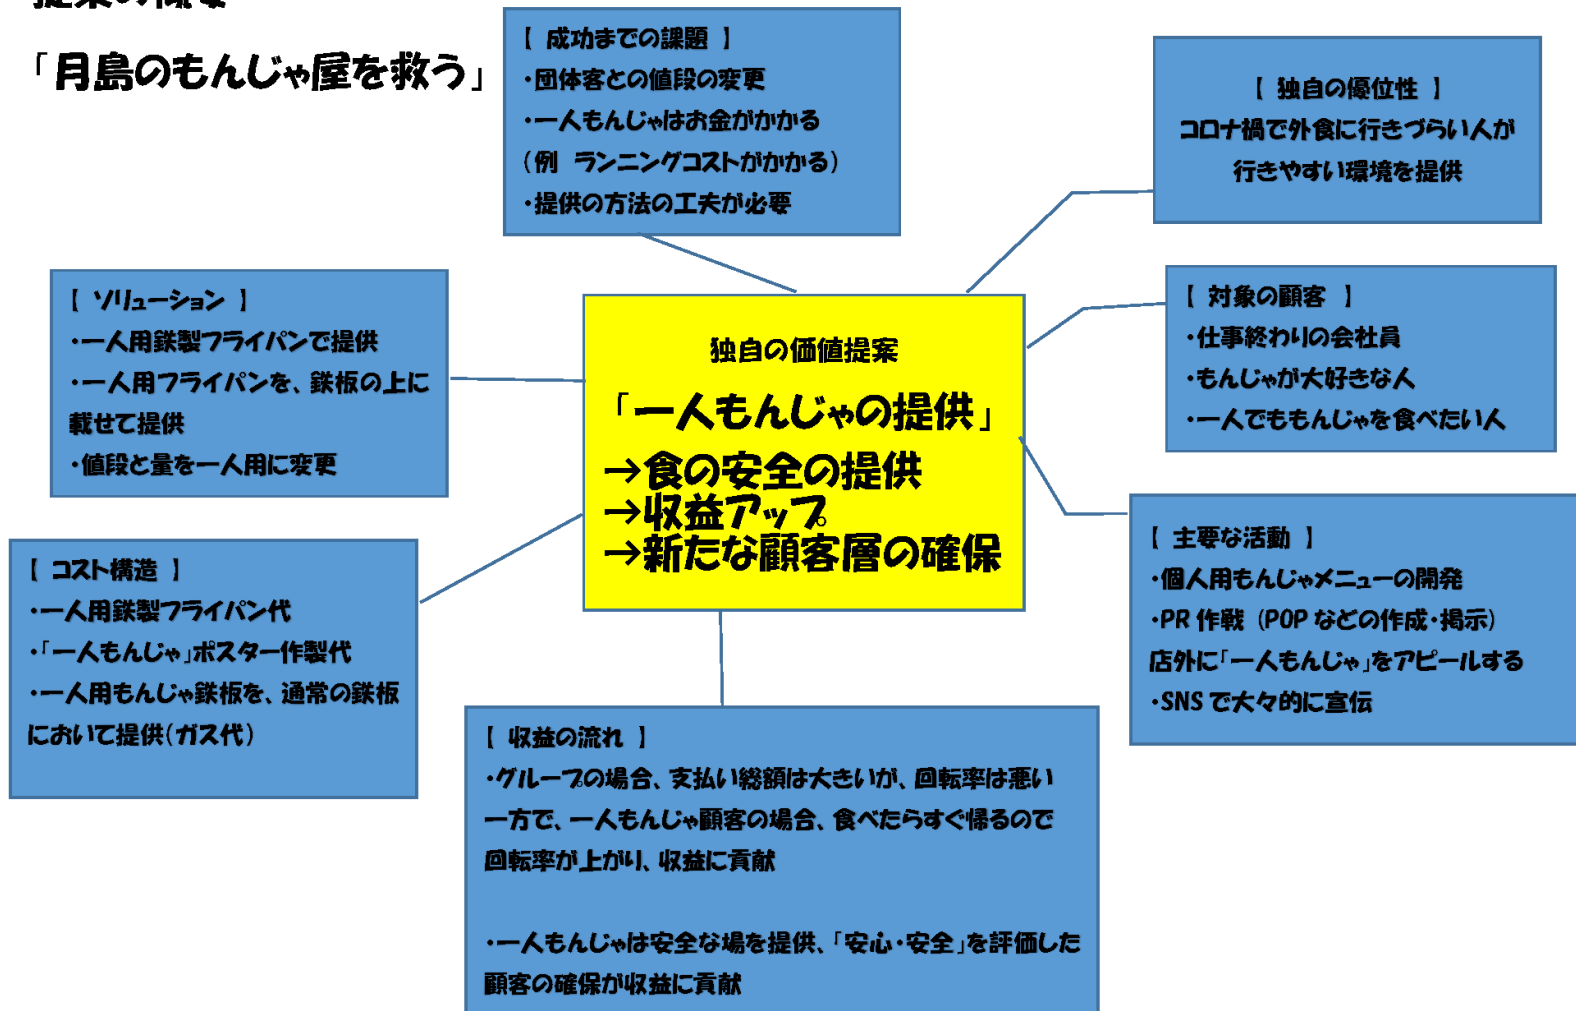 提案の概要
「月島のもんじゃ屋を救う」
【 成功までの課題 】
・団体客との値段の変更
・一人もんじゃはお金がかかる
(例 ランニングコストがかかる)
・提供の方法の工夫が必要
【 独自の優位性 】
コロナ禍で外食に行きづらい人が
行きやすい環境を提供
【 ソリューション 】
・一人用鉄製フライパンで提供
・一人用フライパンを、鉄板の上に
載せて提供
・値段と量を一人用に変更
独自の価値提案
「一人もんじゃの提供」
→食の安全の提供
→収益アップ。
→新たな顧客層の確保
【 対象の顧客 】
・仕事終わりの会社員
・もんじゃが大好きな人
・一人でももんじゃを食べたい人
【 コスト構造 】
・一人用鉄製フライパン代
・「一人もんじゃ」ポスター作製代
・一人用もんじゃ鉄板を、通常の鉄板
において提供(ガス代)
【 主要な活動 】
・個人用もんじゃメニューの開発
・PR 作戦 (POP などの作成・掲示)
店外に「一人もんじゃ」をアピールする
・SNS で大々的に宣伝
【 収益の流れ 】
・グループの場合、支払い総額は大きいが、回転率は悪い
一方で、一人もんじゃ顧客の場合、食べたらすぐ帰るので
回転率が上がり、収益に貢献
・一人もんじゃは安全な場を提供、「安心・安全」を評価した
顧客の確保が収益に貢献